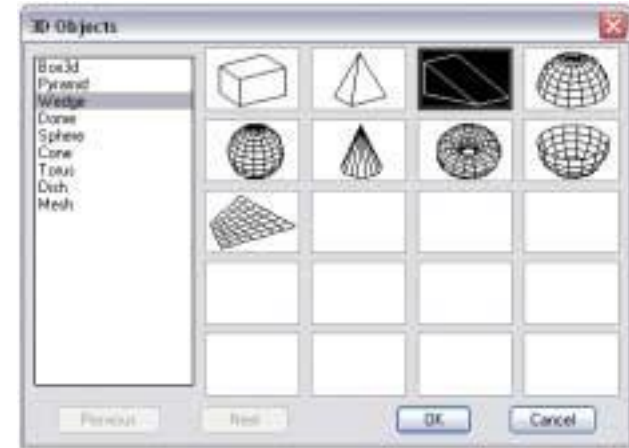 3D Objects
Box3d
Pyramid
Wedge
Dome
Sphere
Cone
Torus
Dish
Mesh
Previous
Next
OK
Cancel